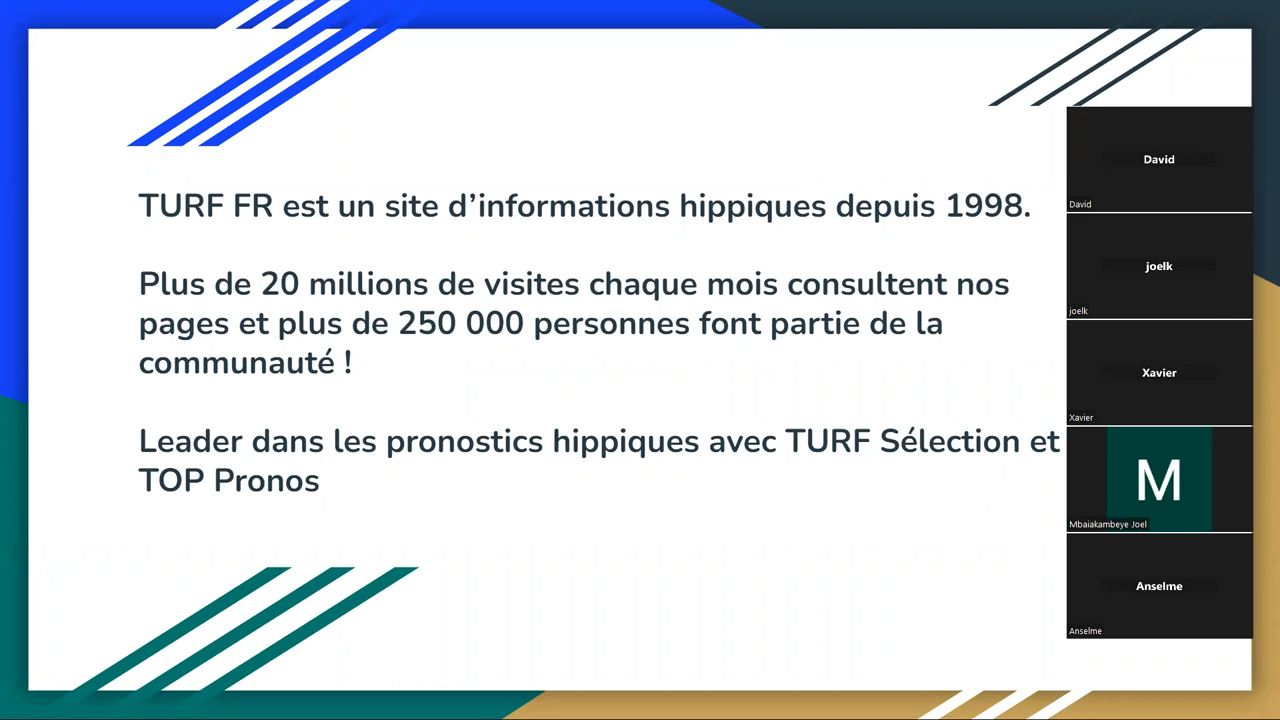 TURF FR est un site d’informations hippiques depuis 1998.
Plus de 20 millions de visites chaque mois consultent nos
pages et plus de 250 000 personnes font partie de la
communauté !
Leader dans les pronostics hippiques avec TURF Sélection et
TOP Pronos
David
David
joelk
joelk
Xavier
Xavier
M
Mbaiakambeye Joel
Anselme
Anselme